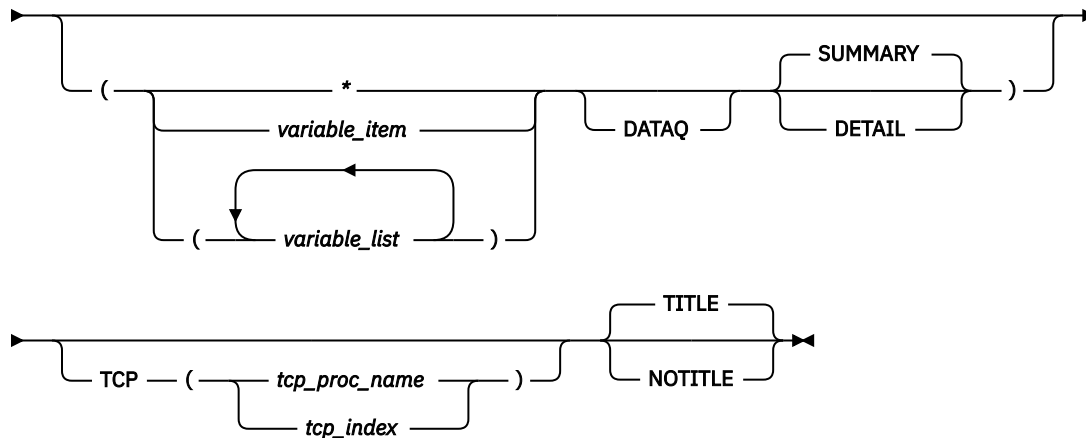 SUMMARY
( * DATAQ DETAIL )
variable_item
( variable_list )
TITLE
TCP ( tcp_proc_name ) NOTITLE
tcp_index